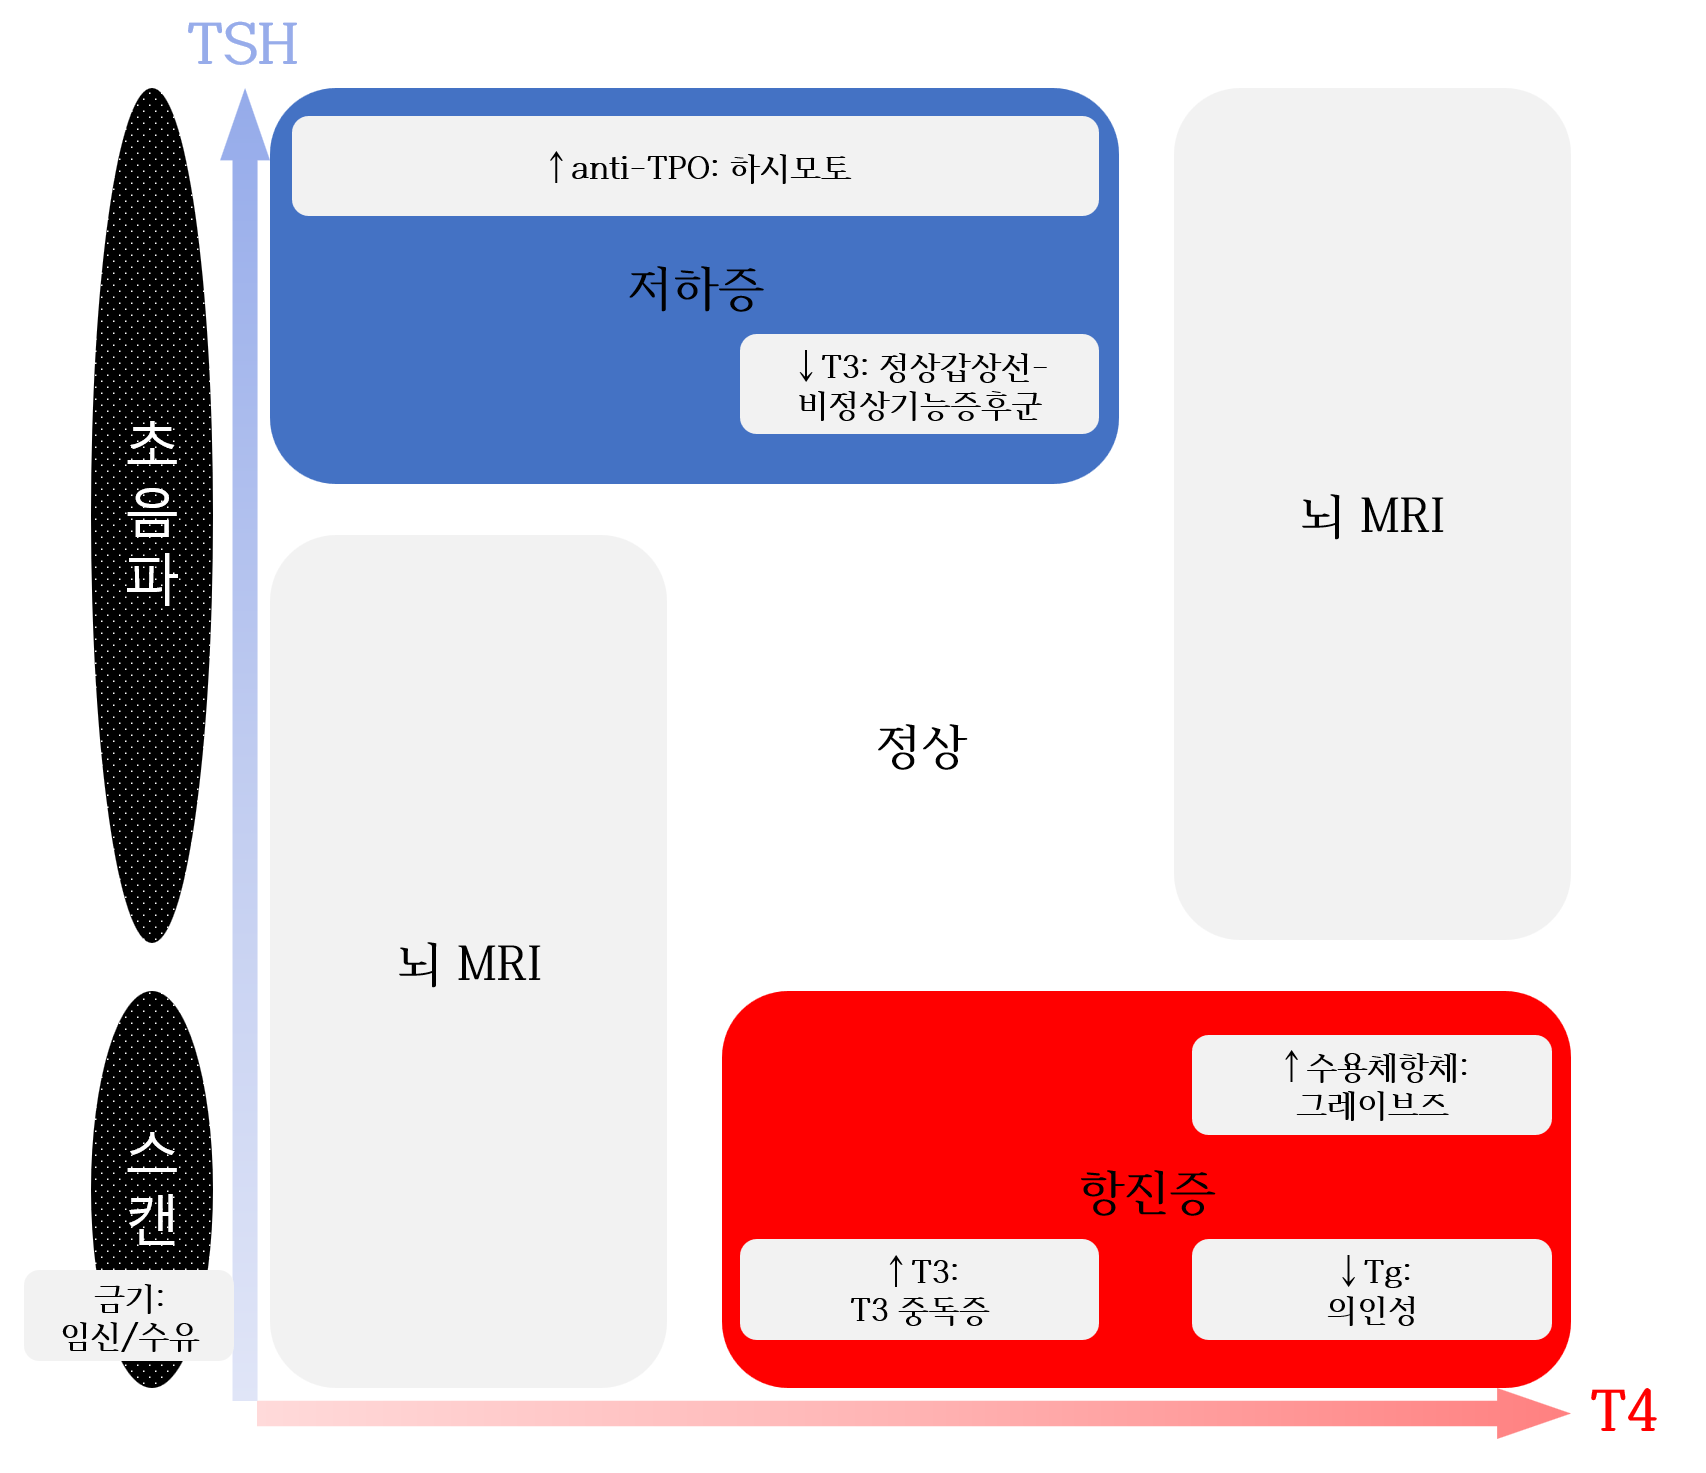 TSH
↑anti-TPO: 하시모토
저하증
↓T3: 정상갑상선-
비정상기능증후군
뇌 MRI
초
음
파
정상
뇌 MRI
↑수용체항체:
그레이브즈
항진증
↑T3:
T3 중독증
↓Tg:
의인성
스
캔
금기:
임신/수유
T4